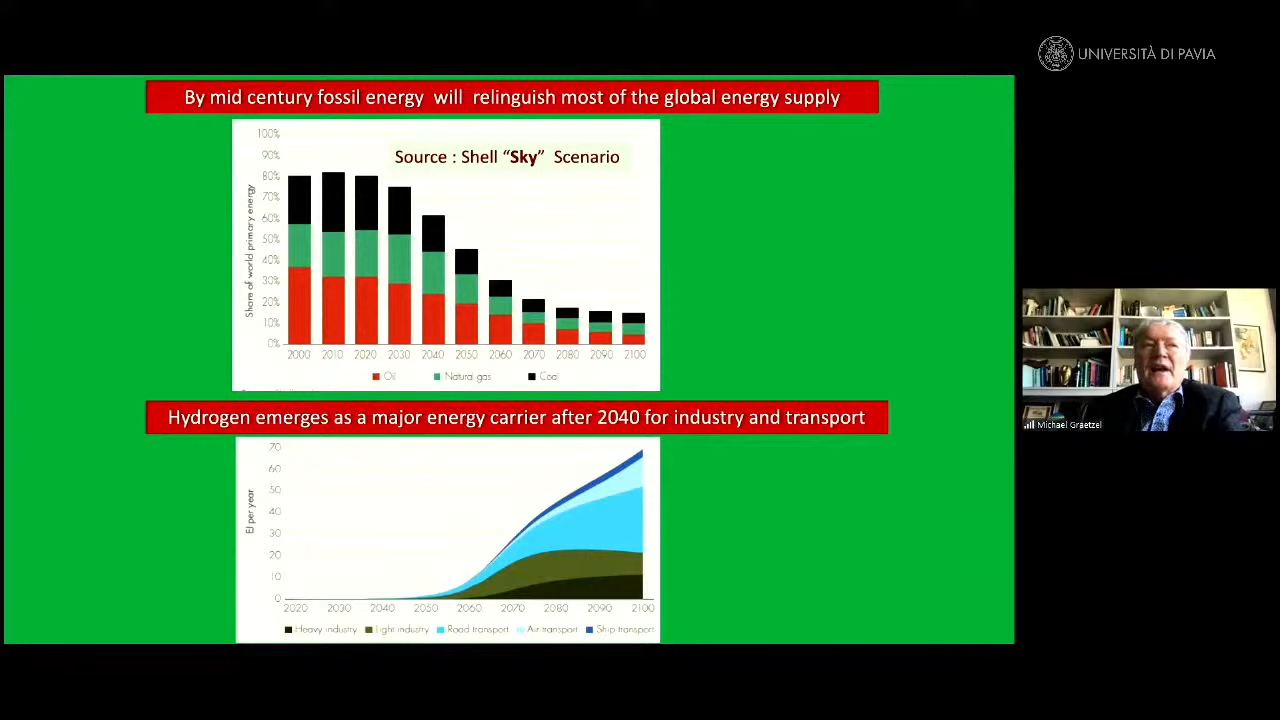 UNIVERSITÀ DI PAVIA
By mid century fossil energy will relinguish most of the global energy supply
Source : Shell “Sky” Scenario
Share of world primary energy
100%
90%
80%
70%
60%
50%
40%
30%
20%
10%
0%
2000 2010 2020 2030 2040 2050 2060 2070 2080 2090 2100
Oil Natural gas Coal
Hydrogen emerges as a major energy carrier after 2040 for industry and transport
EJ per year
70
60
50
40
30
20
10
0
2020 2030 2040 2050 2060 2070 2080 2090 2100
Heavy industry Light industry Road transport Air transport Ship transport
Michael Graetzel